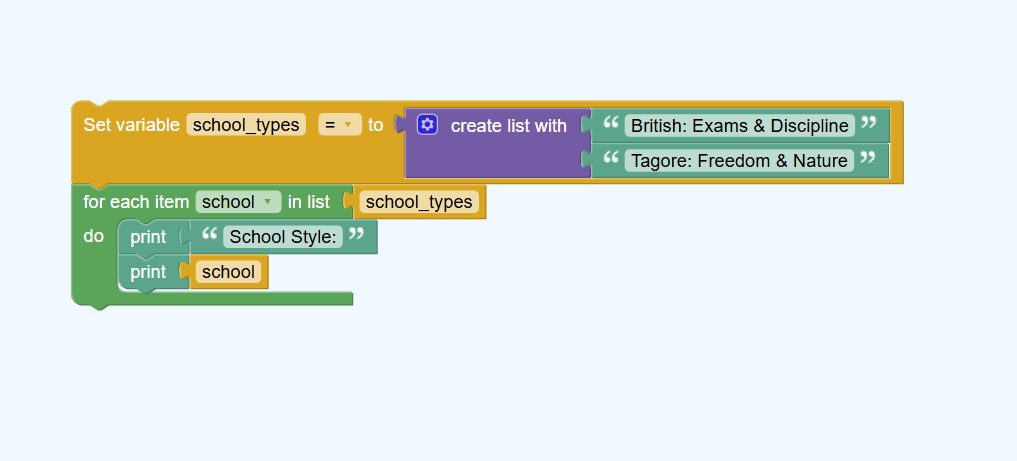 Set variable school_types = to create list with “ British: Exams & Discipline ”
“ Tagore: Freedom & Nature ”
for each item school in list school_types
do print “ School Style: ”
print school